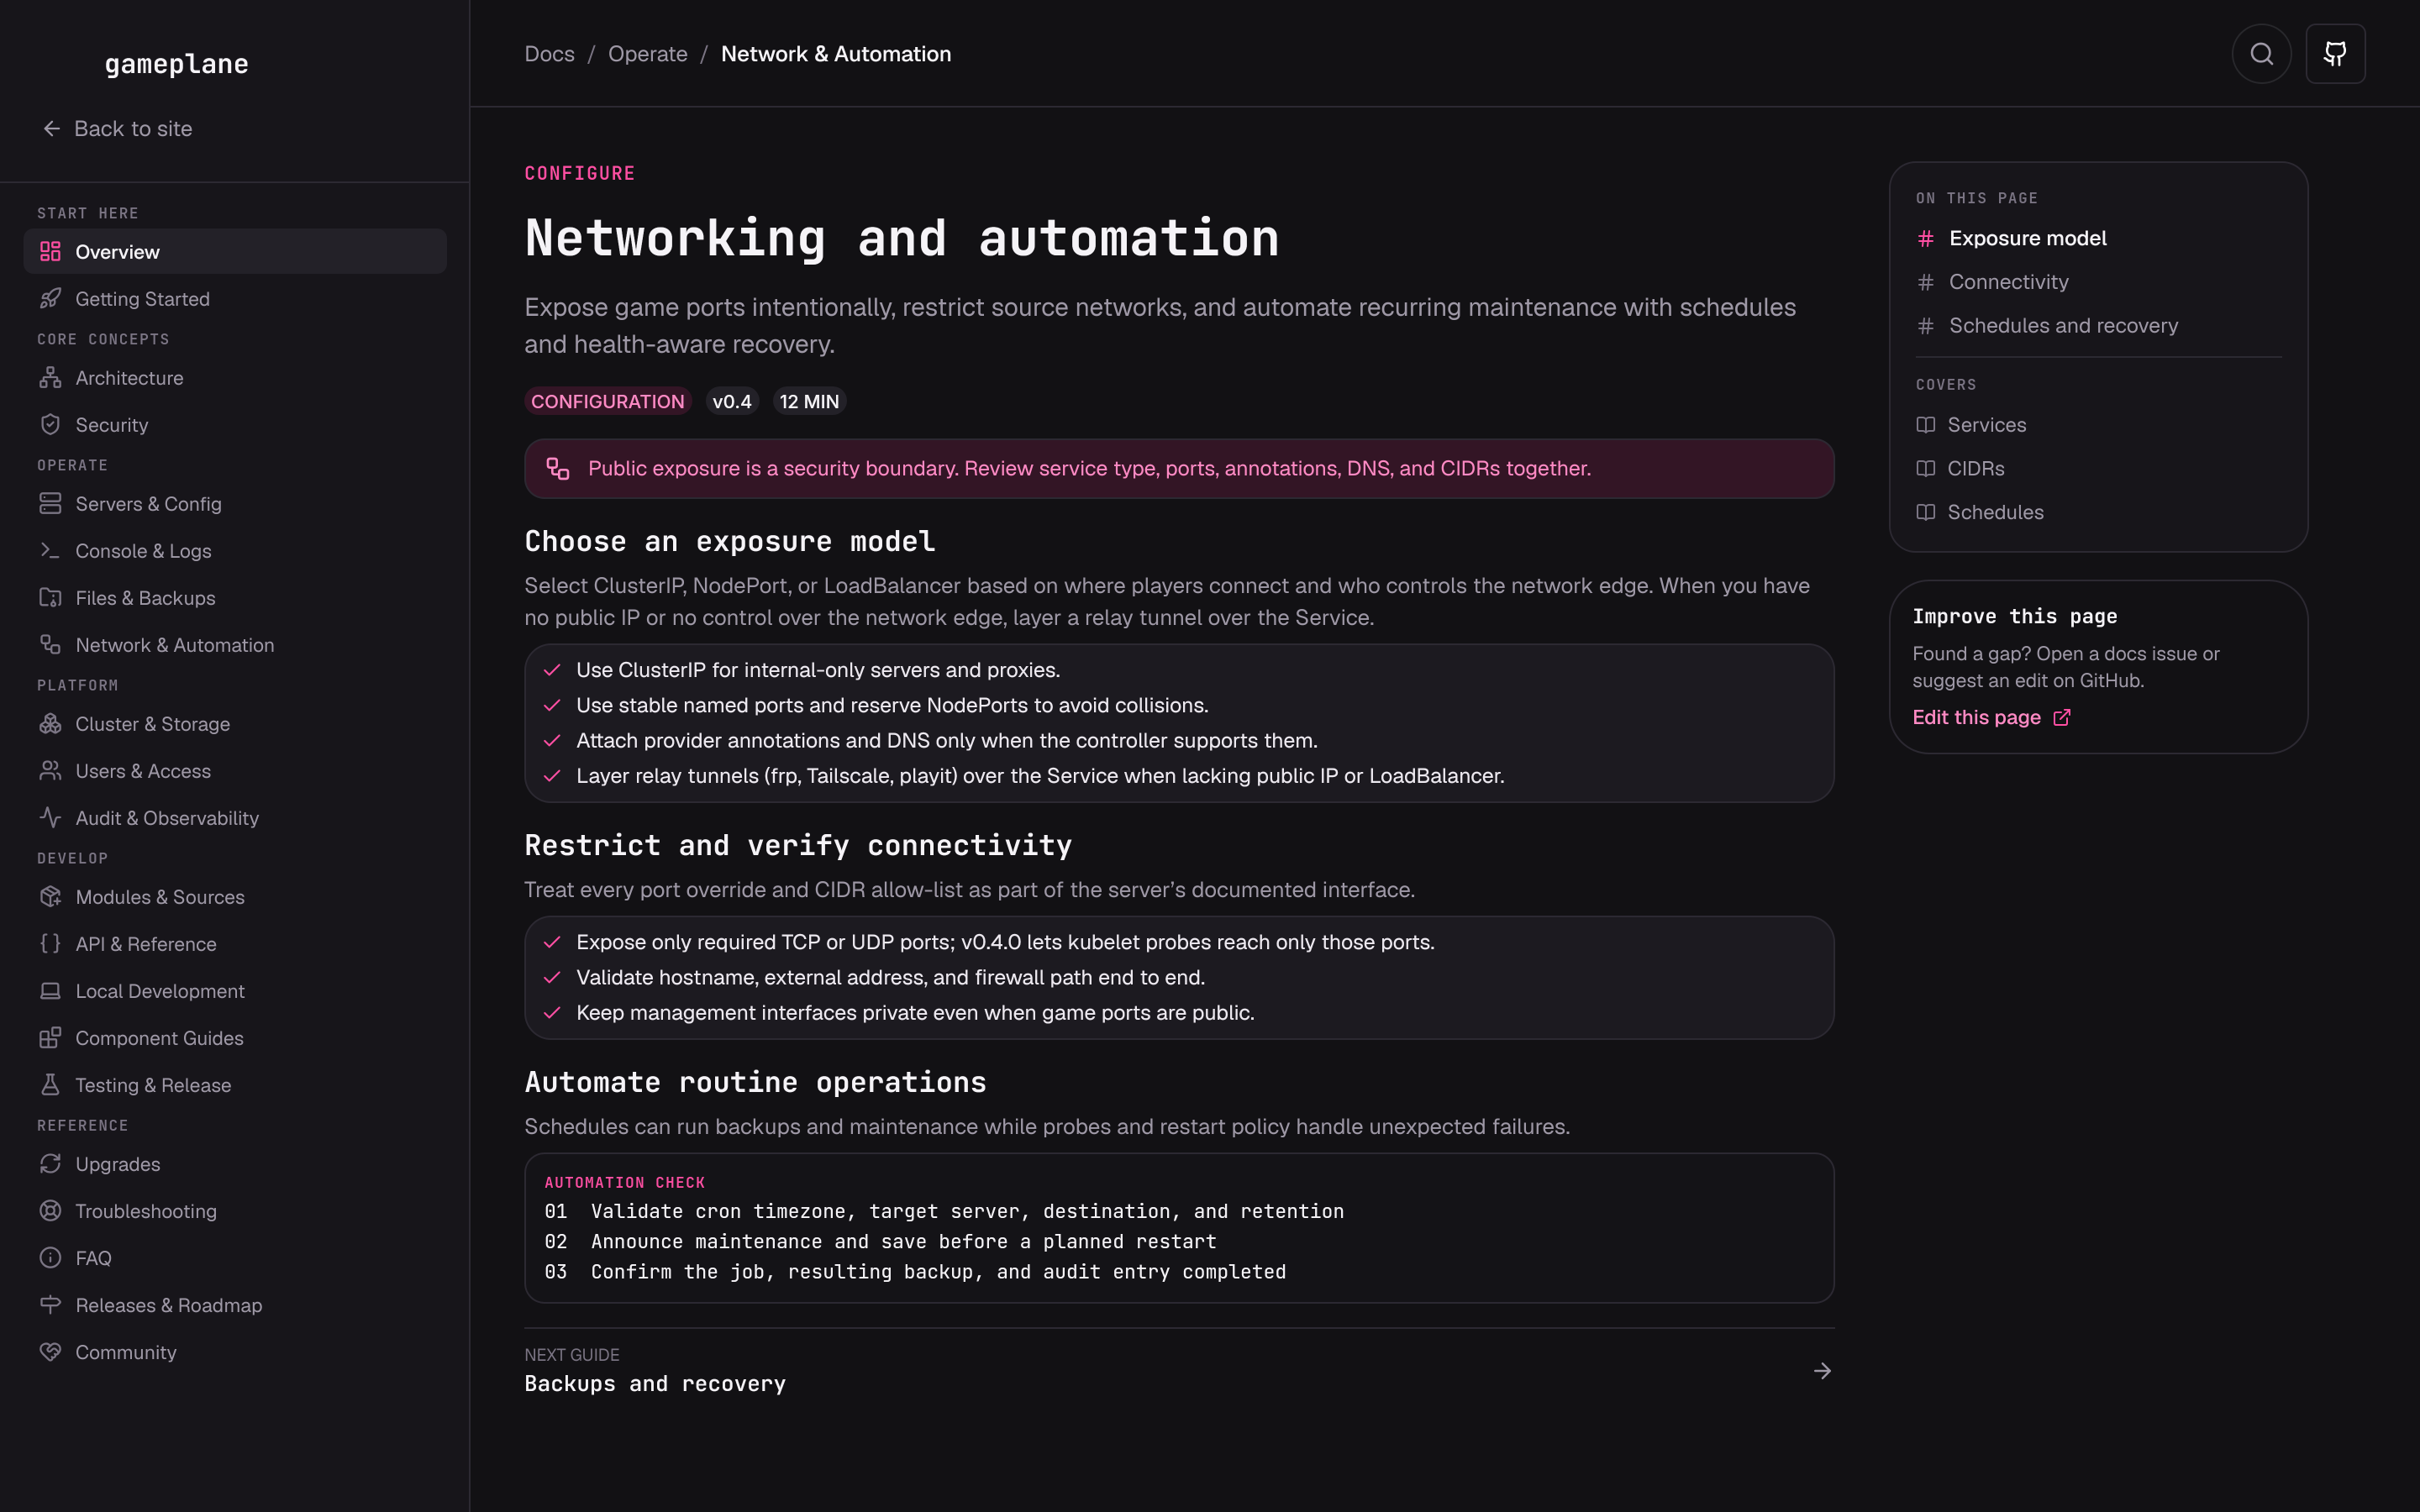 gameplane
Back to site
START HERE
Overview
Getting Started
CORE CONCEPTS
Architecture
Security
OPERATE
Servers & Config
Console & Logs
Files & Backups
Network & Automation
PLATFORM
Cluster & Storage
Users & Access
Audit & Observability
DEVELOP
Modules & Sources
API & Reference
Local Development
Component Guides
Testing & Release
REFERENCE
Upgrades
Troubleshooting
FAQ
Releases & Roadmap
Community
Docs / Operate / Network & Automation
CONFIGURE
Networking and automation
Expose game ports intentionally, restrict source networks, and automate recurring maintenance with schedules
and health-aware recovery.
CONFIGURATION v0.4 12 MIN
Public exposure is a security boundary. Review service type, ports, annotations, DNS, and CIDRs together.
Choose an exposure model
Select ClusterIP, NodePort, or LoadBalancer based on where players connect and who controls the network edge. When you have
no public IP or no control over the network edge, layer a relay tunnel over the Service.
Use ClusterIP for internal-only servers and proxies.
Use stable named ports and reserve NodePorts to avoid collisions.
Attach provider annotations and DNS only when the controller supports them.
Layer relay tunnels (frp, Tailscale, playit) over the Service when lacking public IP or LoadBalancer.
Restrict and verify connectivity
Treat every port override and CIDR allow-list as part of the server’s documented interface.
Expose only required TCP or UDP ports; v0.4.0 lets kubelet probes reach only those ports.
Validate hostname, external address, and firewall path end to end.
Keep management interfaces private even when game ports are public.
Automate routine operations
Schedules can run backups and maintenance while probes and restart policy handle unexpected failures.
AUTOMATION CHECK
01 Validate cron timezone, target server, destination, and retention
02 Announce maintenance and save before a planned restart
03 Confirm the job, resulting backup, and audit entry completed
NEXT GUIDE
Backups and recovery
ON THIS PAGE
# Exposure model
# Connectivity
# Schedules and recovery
COVERS
Services
CIDRs
Schedules
Improve this page
Found a gap? Open a docs issue or
suggest an edit on GitHub.
Edit this page